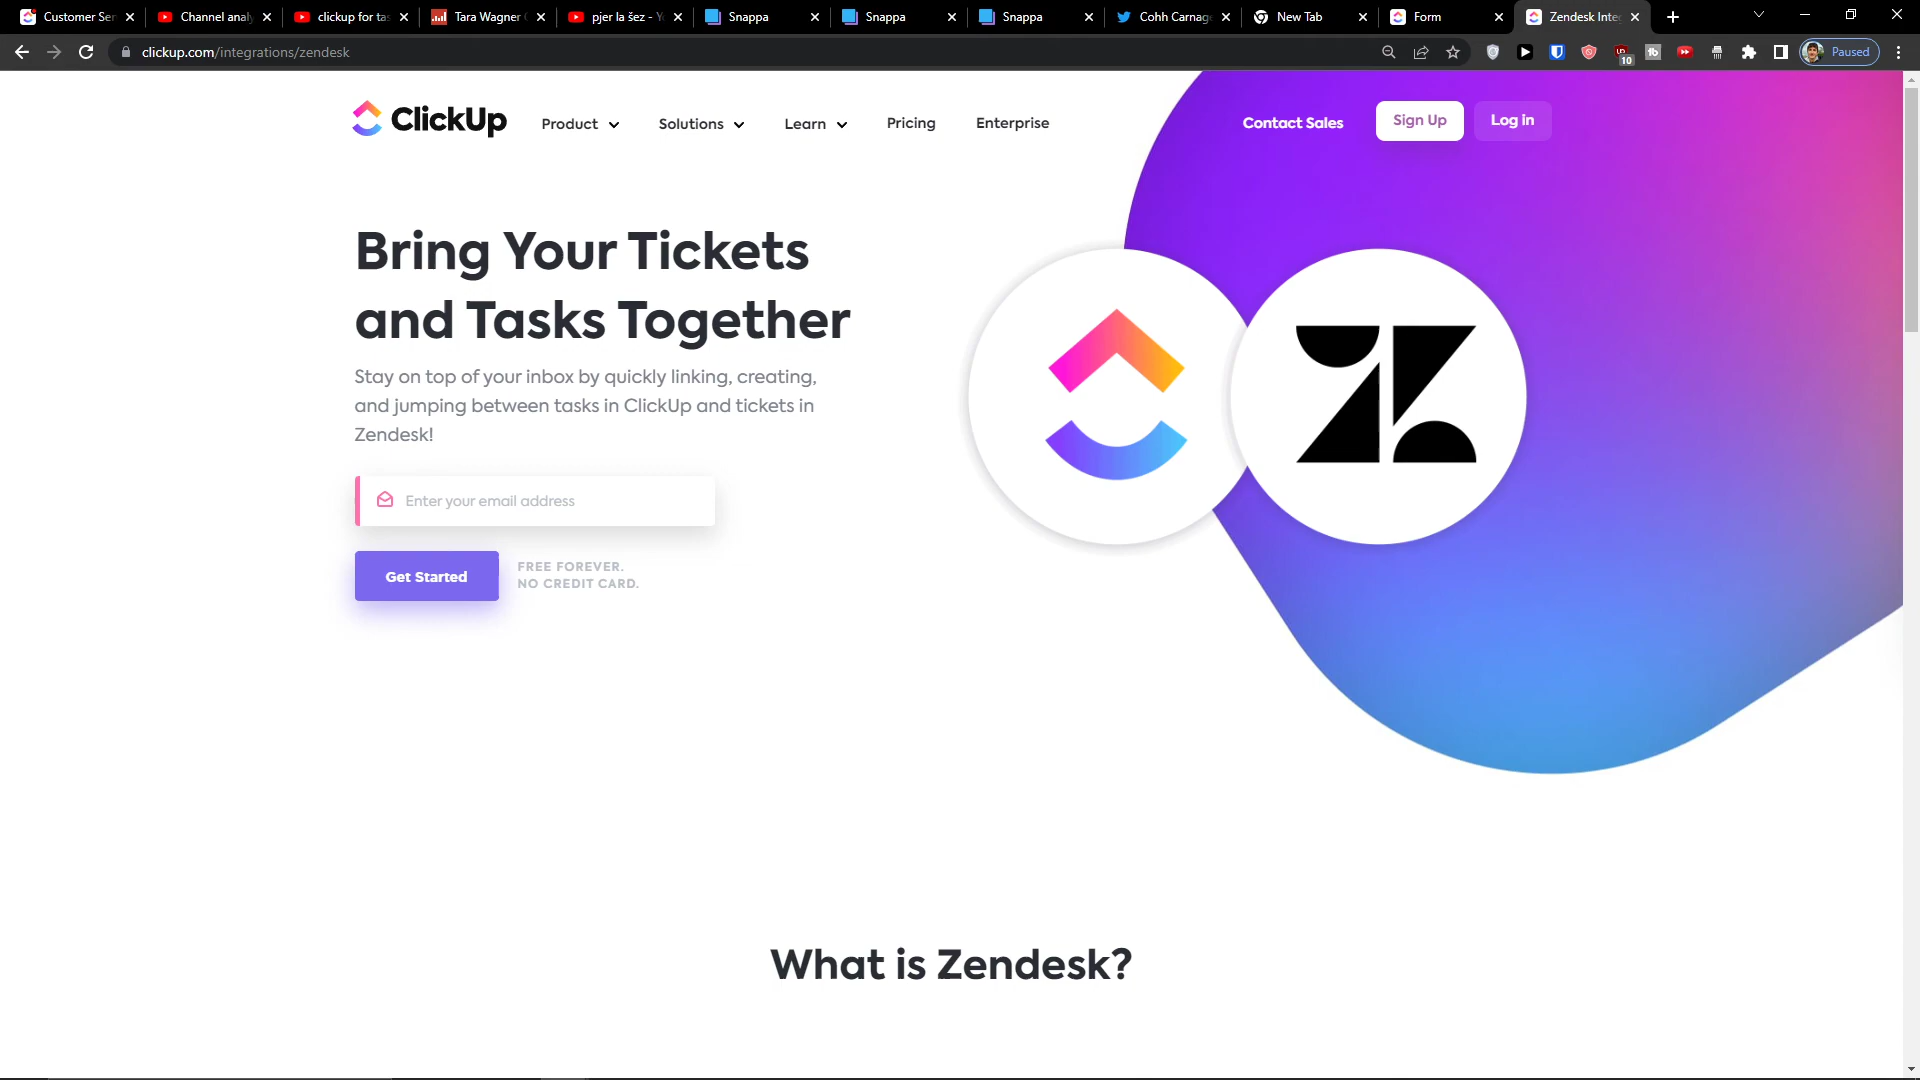 Customer Ser
Channel analy
clickup for tas
Tara Wagner
pjer la šez - Y
Snappa
Snappa
Snappa
Cohh Carnage
New Tab
Form
Zendesk Inte
clickup.com/integrations/zendesk
10
Paused
ClickUp
Product
Solutions
Learn
Pricing
Enterprise
Contact Sales
Sign Up
Log in
Bring Your Tickets
and Tasks Together
Stay on top of your inbox by quickly linking, creating,
and jumping between tasks in ClickUp and tickets in
Zendesk!
Enter your email address
Get Started
FREE FOREVER.
NO CREDIT CARD.
What is Zendesk?